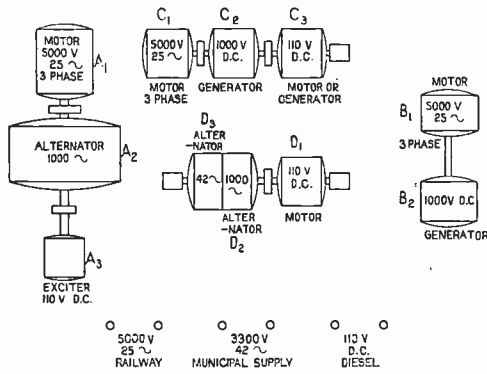 MOTOR
5000 V
25 ~
3 PHASE
A1
ALTERNATOR
1000 ~
A2
A3
EXCITER
110 V D.C.
C1
C2
C3
5000 V
25 ~
1000 V
D.C.
110 V
D.C.
MOTOR
3 PHASE
GENERATOR
MOTOR OR
GENERATOR
D3
ALTER
-NATOR
D1
42 ~
1000
~
110 V
D.C.
ALTER
-NATOR
D2
MOTOR
MOTOR
B1
5000 V
25 ~
3 PHASE
B2
1000V D.C
GENERATOR
5000 V
25 ~
RAILWAY
3300 V
42 ~
MUNICIPAL SUPPLY
110 V
D.C.
DIESEL